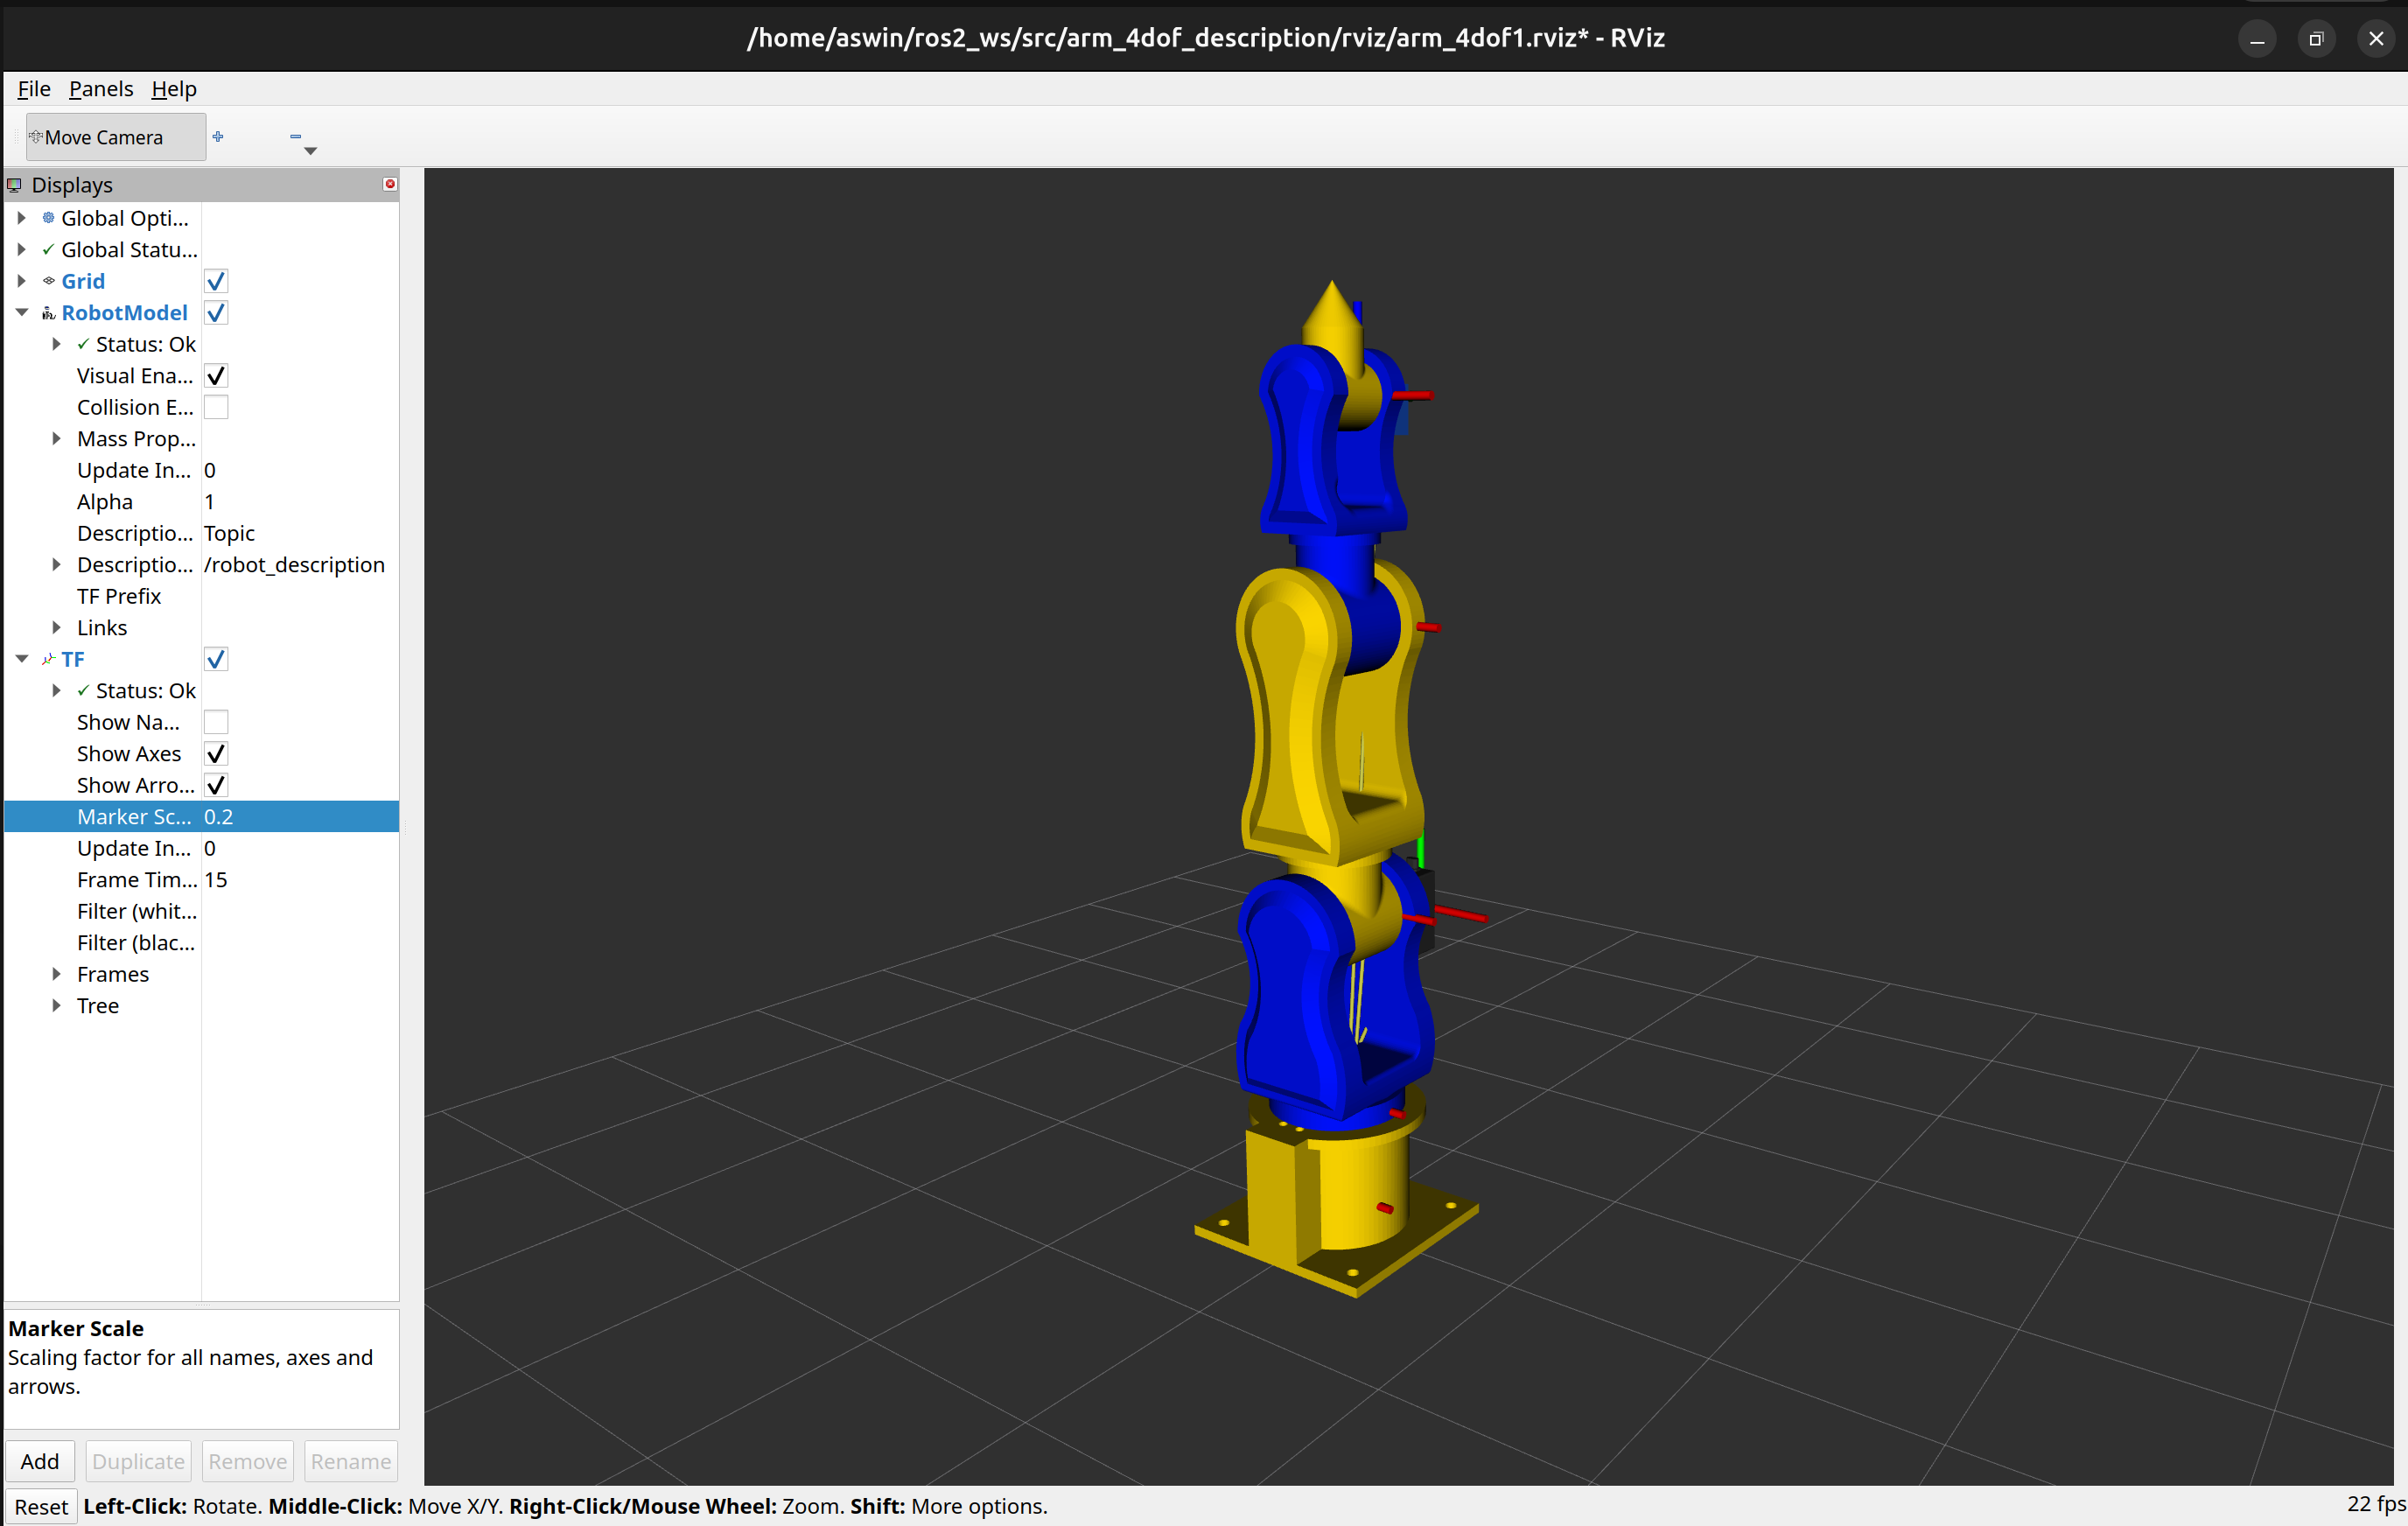 /home/aswin/ros2_ws/src/arm_4dof_description/rviz/arm_4dof1.rviz* - RViz
File Panels Help
Move Camera
Displays
Global Opti...
Global Statu...
Grid
RobotModel
Status: Ok
Visual Ena...
Collision E...
Mass Prop...
Update In... 0
Alpha 1
Descriptio... Topic
Descriptio... /robot_description
TF Prefix
Links
TF
Status: Ok
Show Na...
Show Axes
Show Arro...
Marker Sc... 0.2
Update In... 0
Frame Tim... 15
Filter (whit...
Filter (blac...
Frames
Tree
Marker Scale
Scaling factor for all names, axes and
arrows.
Add Duplicate Remove Rename
Reset Left-Click: Rotate. Middle-Click: Move X/Y. Right-Click/Mouse Wheel: Zoom. Shift: More options. 22 fps